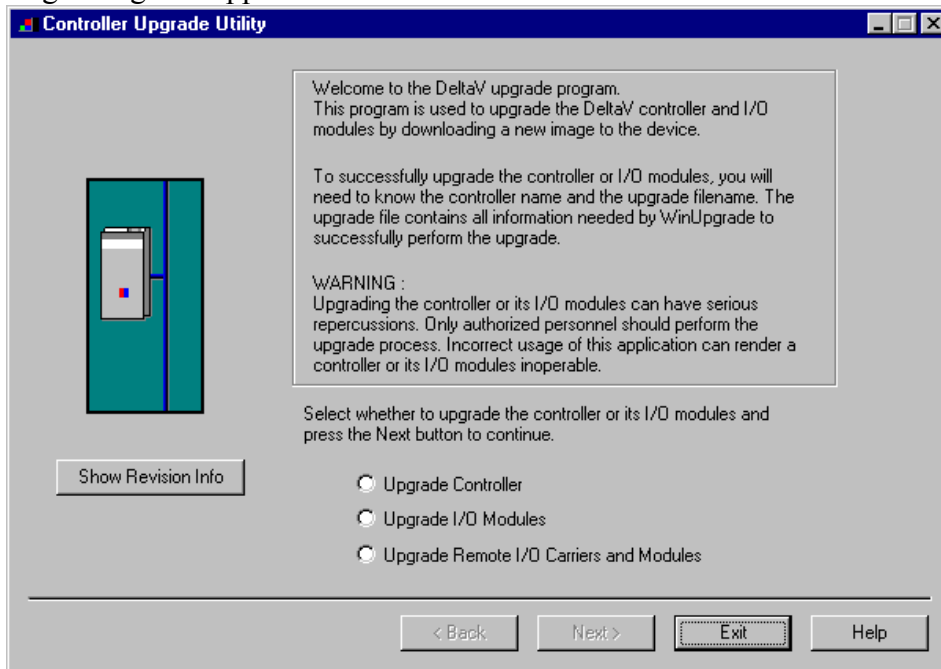 Controller Upgrade Utility
Welcome to the DeltaV upgrade program.
This program is used to upgrade the DeltaV controller and I/O
modules by downloading a new image to the device.
To successfully upgrade the controller or I/O modules, you will
need to know the controller name and the upgrade filename. The
upgrade file contains all information needed by WinUpgrade to
successfully perform the upgrade.
WARNING :
Upgrading the controller or its I/O modules can have serious
repercussions. Only authorized personnel should perform the
upgrade process. Incorrect usage of this application can render a
controller or its I/O modules inoperable.
Select whether to upgrade the controller or its I/O modules and
press the Next button to continue.
Show Revision Info
Upgrade Controller
Upgrade I/O Modules
Upgrade Remote I/O Carriers and Modules
< Back
Next >
Exit
Help